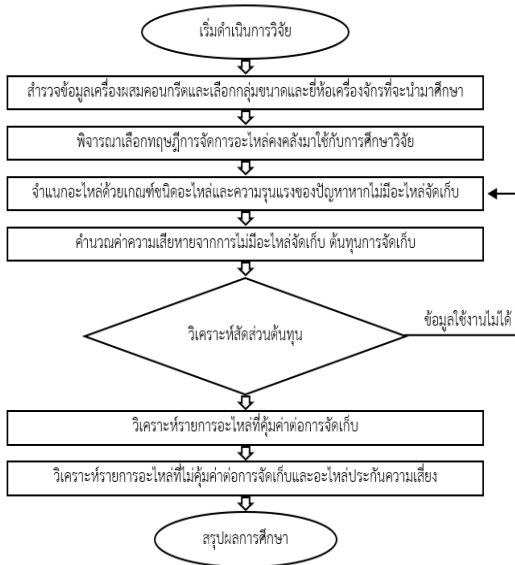 เริ่มดำเนินการวิจัย
สำรวจข้อมูลเครื่องผสมคอนกรีตและเลือกกลุ่มขนาดและยี่ห้อเครื่องจักรที่จะนำมาศึกษา
พิจารณาเลือกทฤษฎีการจัดการอะไหล่คงคลังมาใช้กับการศึกษาวิจัย
จำแนกอะไหล่ด้วยเกณฑ์ชนิดอะไหล่และความรุนแรงของปัญหาหากไม่มีอะไหล่จัดเก็บ
คำนวณค่าความเสียหายจากการไม่มีอะไหล่จัดเก็บ ต้นทุนการจัดเก็บ
วิเคราะห์สัดส่วนต้นทุน
ข้อมูลใช้งานไม่ได้
วิเคราะห์รายการอะไหล่ที่คุ้มค่าต่อการจัดเก็บ
วิเคราะห์รายการอะไหล่ที่ไม่คุ้มค่าต่อการจัดเก็บและอะไหล่ประกันความเสี่ยง
สรุปผลการศึกษา